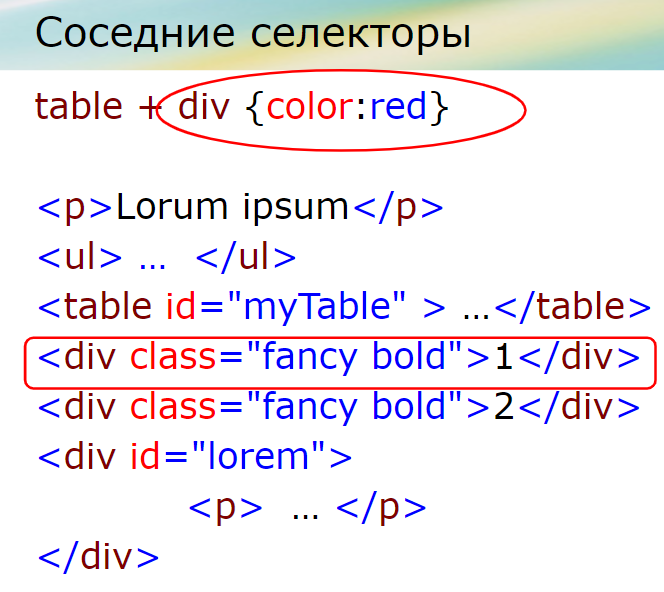 Соседние селекторы
table + div {color:red}
<p>Lorum ipsum</p>
<ul> …  </ul>
<table id="myTable" > …</table>
<div class="fancy bold">1</div>
<div class="fancy bold">2</div>
<div id="lorem">
<p>  … </p>
</div>